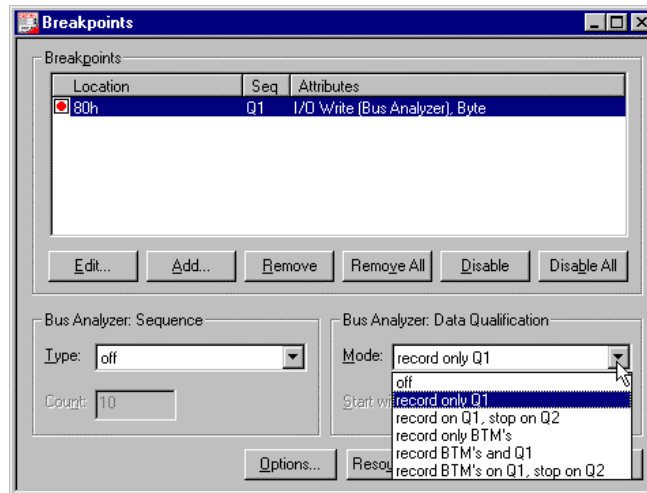 Breakpoints
Breakpoints
Location Seq Attributes
80h Q1 I/O Write (Bus Analyzer), Byte
Edit... Add... Remove Remove All Disable Disable All
Bus Analyzer: Sequence Bus Analyzer: Data Qualification
Type: off Mode: record only Q1
off
Count: 10 Start wi record only Q1
record on Q1, stop on Q2
record only BTM's
record BTM's and Q1
Options... Resou record BTM's on Q1, stop on Q2